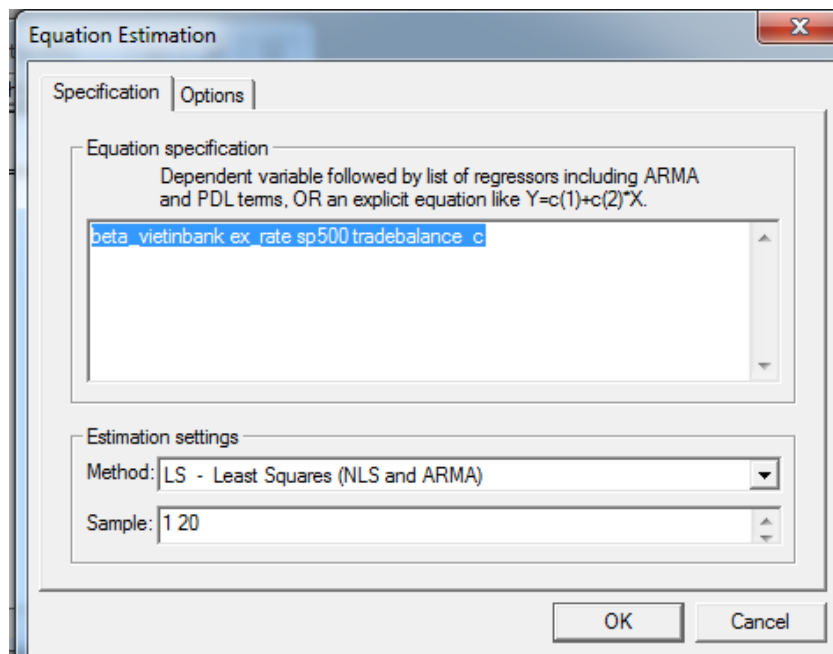 Equation Estimation
Specification
Options
Equation specification
Dependent variable followed by list of regressors including ARMA
and PDL terms, OR an explicit equation like Y=c(1)+c(2)*X.
beta_vietinbank ex_rate sp500 tradebalance c
Estimation settings
Method: LS - Least Squares (NLS and ARMA)
Sample: 1 20
OK Cancel